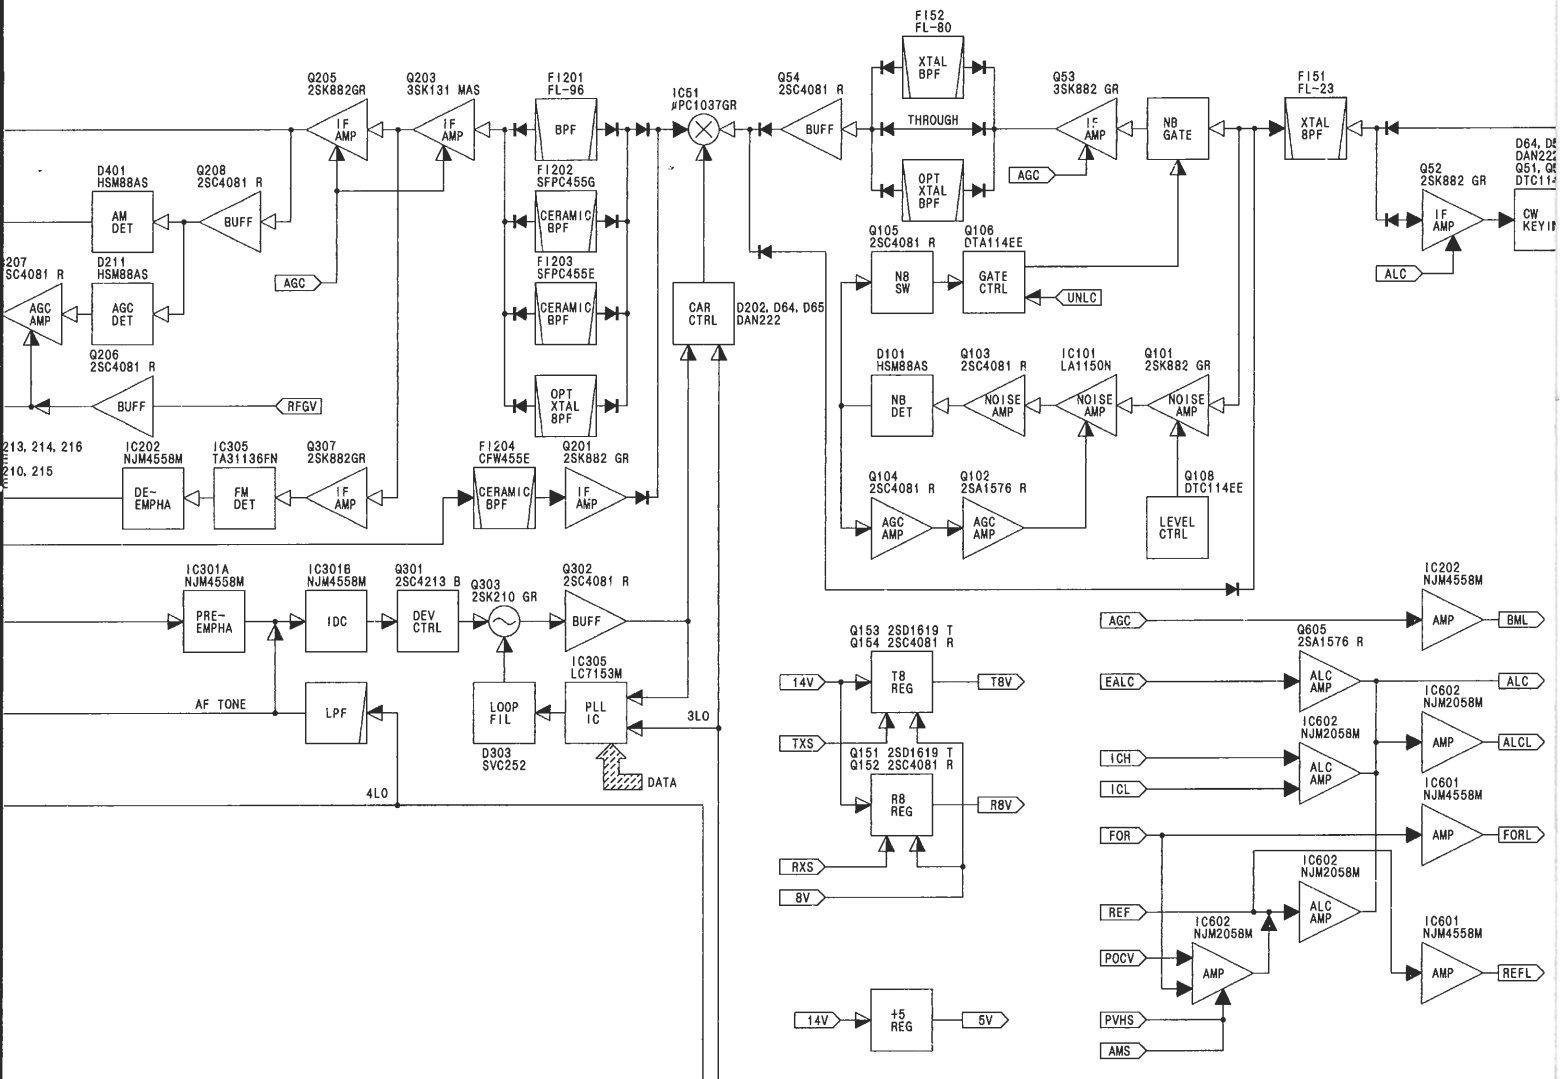 FI52
FL-80
XTAL
BPF
Q205
2SK882GR
IF
AMP
Q203
3SK131 MAS
IF
AMP
FI201
FL-96
BPF
IC51
μPC1037GR
Q54
2SC4081 R
BUFF
THROUGH
Q53
3SK882 GR
IF
AMP
NB
GATE
FI51
FL-23
XTAL
BPF
AGC
OPT
XTAL
BPF
D401
HSM88AS
AM
DET
Q208
2SC4081 R
BUFF
FI202
SFPC455G
CERAMIC
BPF
Q52
2SK882 GR
IF
AMP
DAN222
CW
ALC
207
SC4081 R
AGC
AMP
D211
HSM88AS
AGC
DET
AGC
FI203
SFPC455E
CERAMIC
BPF
CAR
CTRL
D202, D64, D65
DAN222
Q105
2SC4081 R
NB
SW
Q106
DTA114EE
GATE
CTRL
UNLC
Q206
2SC4081 R
BUFF
RFGV
OPT
XTAL
BPF
D101
HSM88AS
NB
DET
Q103
2SC4081 R
NOISE
AMP
IC101
LA1150N
NOISE
AMP
Q101
2SK882 GR
NOISE
AMP
213, 214, 216
210, 215
IC202
NJM4558M
DE-
EMPHA
IC305
TA31136FN
FM
DET
Q307
2SK882GR
IF
AMP
FI204
CFW455E
CERAMIC
BPF
Q201
2SK882 GR
IF
AMP
Q104
2SC4081 R
AGC
AMP
Q102
2SA1576 R
AGC
AMP
Q108
DTC114EE
LEVEL
CTRL
IC301A
NJM4558M
PRE-
EMPHA
IC301B
NJM4558M
IDC
Q301
2SC4213 B
DEV
CTRL
Q303
2SK210 GR
Q302
2SC4081 R
BUFF
AF TONE
LPF
LOOP
FIL
D303
SVC252
IC305
LC7153M
PLL
IC
3LO
DATA
4LO
Q153 2SD1619 T
Q154 2SC4081 R
14V
T8
REG
T8V
TXS
Q151 2SD1619 T
Q152 2SC4081 R
R8
REG
R8V
RXS
8V
14V
+5
REG
5V
AGC
IC202
NJM4558M
AMP
BML
EALC
Q605
2SA1576 R
ALC
AMP
ALC
ICH
ICL
IC602
NJM2058M
ALC
AMP
IC602
NJM2058M
AMP
ALCL
FOR
IC601
NJM4558M
AMP
FORL
REF
IC602
NJM2058M
ALC
AMP
POCV
IC602
NJM2058M
AMP
IC601
NJM4558M
AMP
REFL
PVHS
AMS